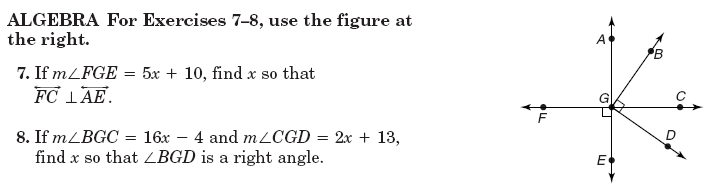 ALGEBRA For Exercises 7–8, use the figure at
the right.
7. If m∠FGE = 5x + 10, find x so that
FC ⊥ AE.
8. If m∠BGC = 16x − 4 and m∠CGD = 2x + 13,
find x so that ∠BGD is a right angle.
A
B
G
C
F
D
E